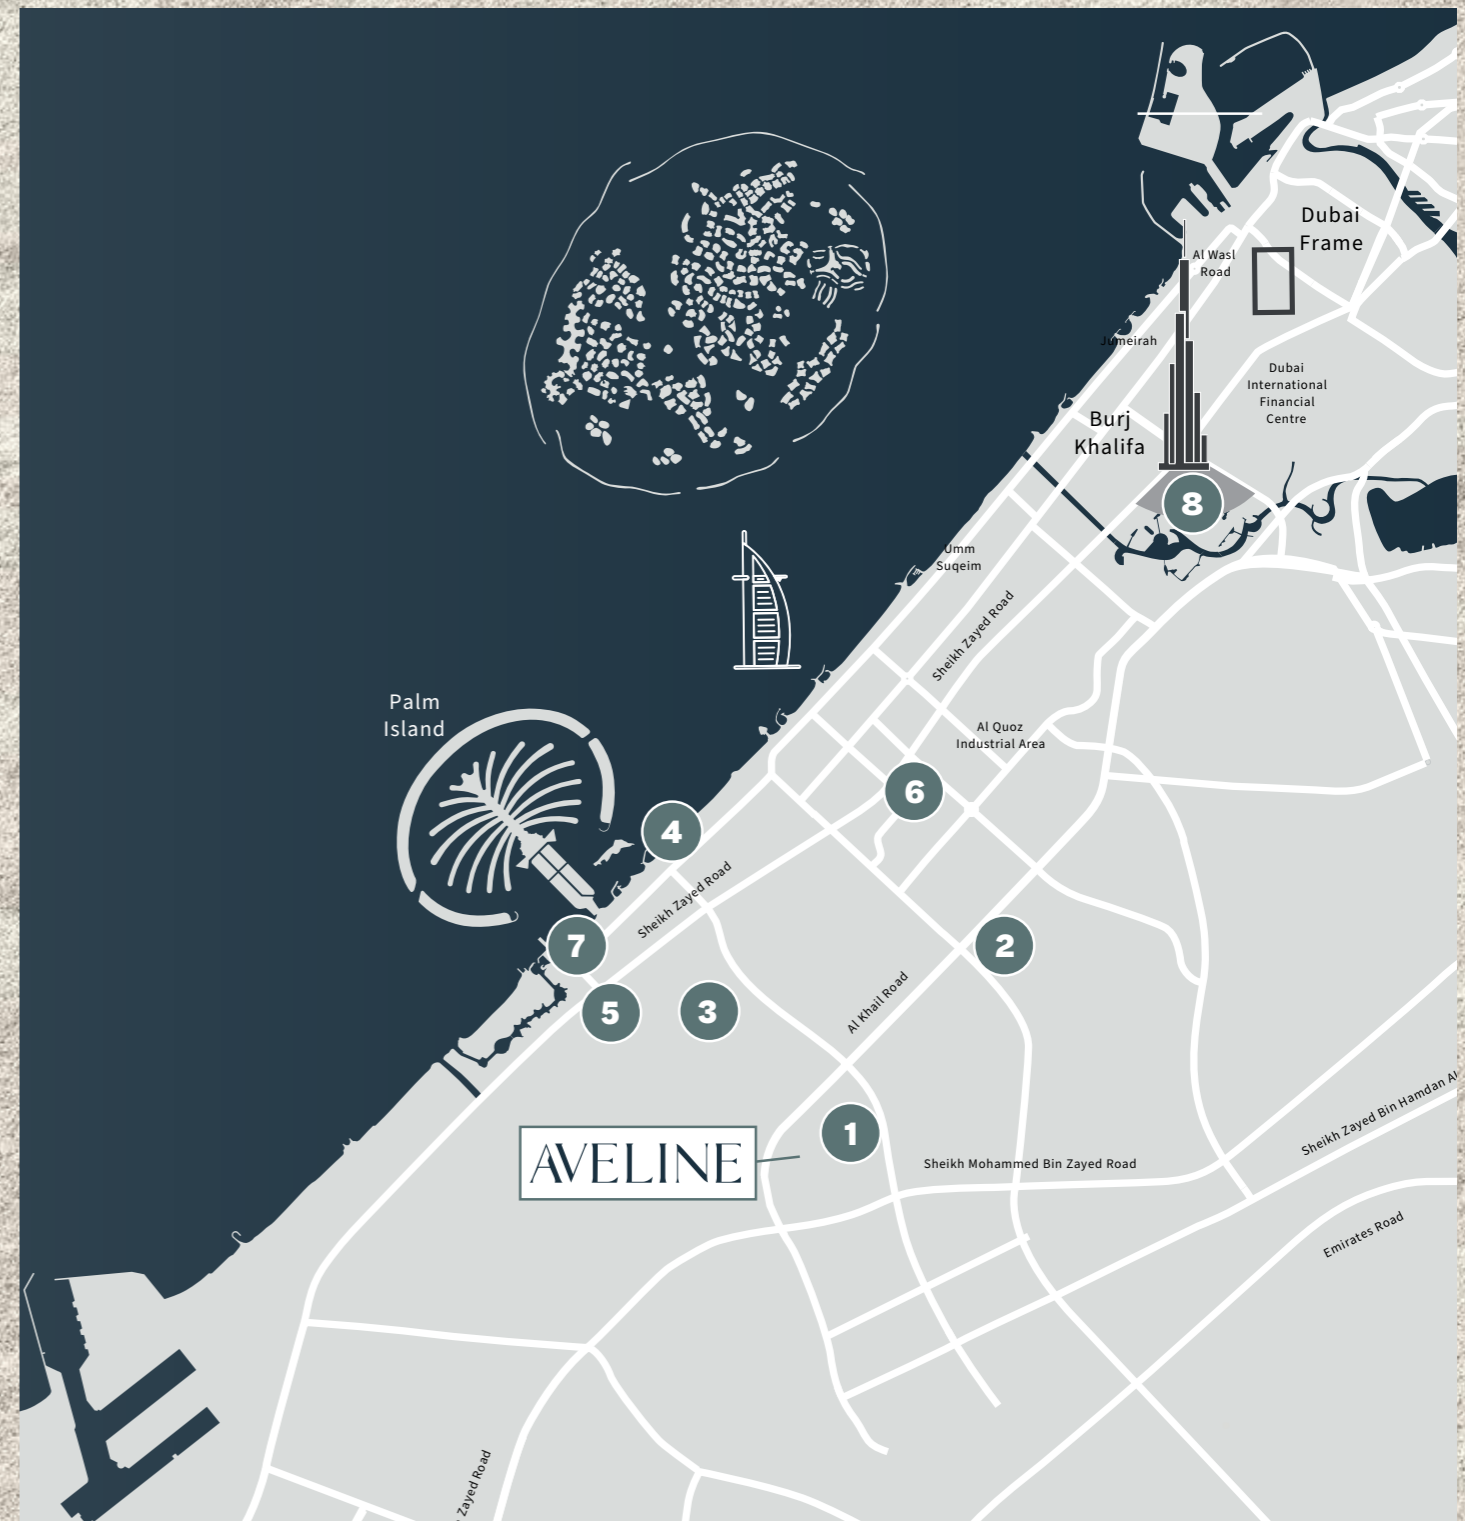 Dubai
Frame
Al Wasl
Road
Jumeirah
Dubai
International
Financial
Centre
Burj
Khalifa
8
Umm
Suqeim
Sheikh Zayed Road
Palm
Island
Al Quoz
Industrial Area
6
4
Sheikh Zayed Road
7
2
5
3
Al Khail Road
1
AVELINE
Sheikh Mohammed Bin Zayed Road
Sheikh Zayed Bin Hamdan Al
Emirates Road
Zayed Road